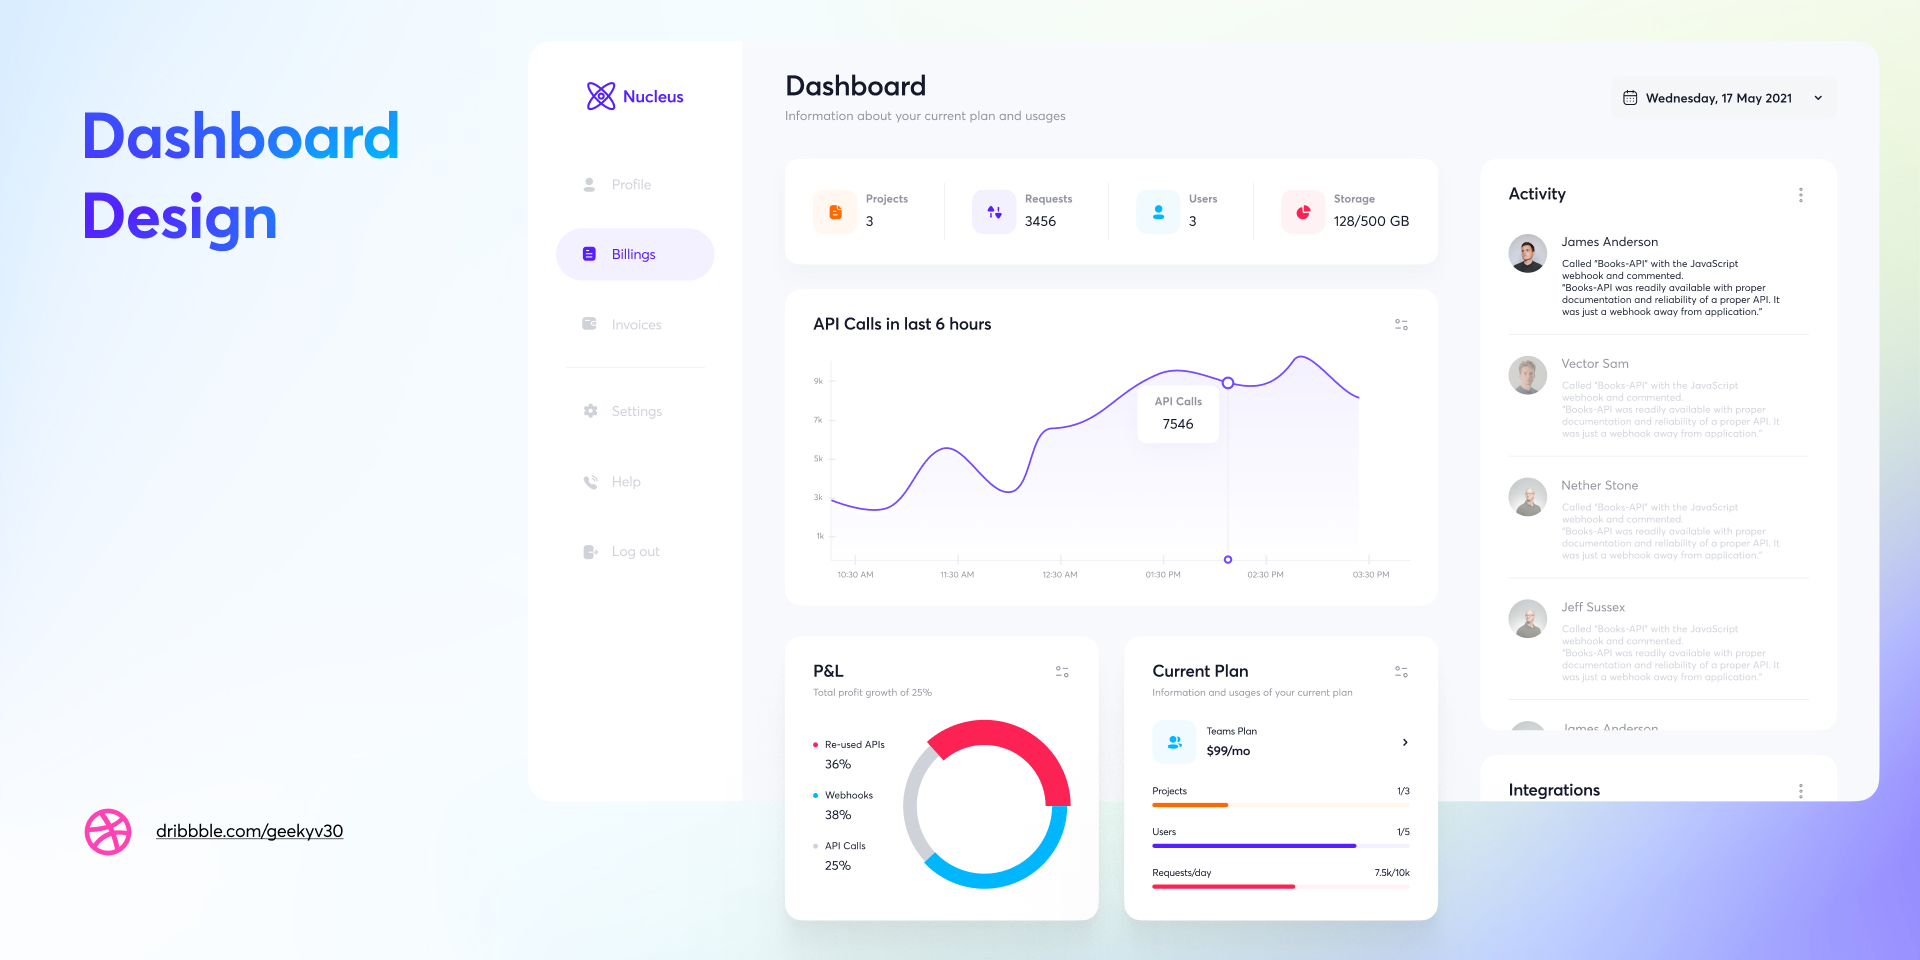 Dashboard
Design
dribbble.com/geekyv30
Nucleus
Profile
Billings
Invoices
Settings
Help
Log out
Dashboard
Information about your current plan and usages
Wednesday, 17 May 2021
Projects
3
Requests
3456
Users
3
Storage
128/500 GB
API Calls in last 6 hours
9k
7k
5k
3k
1k
API Calls
7546
10:30 AM
11:30 AM
12:30 AM
01:30 PM
02:30 PM
03:30 PM
P&L
Total profit growth of 25%
Re-used APIs
36%
Webhooks
38%
API Calls
25%
Current Plan
Information and usages of your current plan
Teams Plan
$99/mo
Projects
1/3
Users
1/5
Requests/day
7.5k/10k
Activity
James Anderson
Called "Books-API" with the JavaScript
webhook and commented.
"Books-API was readily available with proper
documentation and reliability of a proper API. It
was just a webhook away from application."
Vector Sam
Called "Books-API" with the JavaScript
webhook and commented.
"Books-API was readily available with proper
documentation and reliability of a proper API. It
was just a webhook away from application."
Nether Stone
Called "Books-API" with the JavaScript
webhook and commented.
"Books-API was readily available with proper
documentation and reliability of a proper API. It
was just a webhook away from application."
Jeff Sussex
Called "Books-API" with the JavaScript
webhook and commented.
"Books-API was readily available with proper
documentation and reliability of a proper API. It
was just a webhook away from application."
James Anderson
Integrations